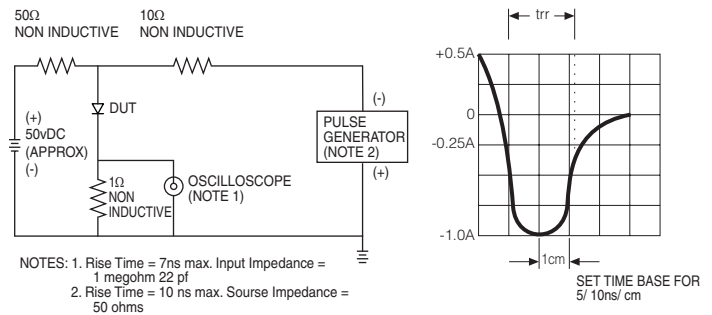 50Ω
NON INDUCTIVE
10Ω
NON INDUCTIVE
DUT
(+)
50vDC
(APPROX)
(-)
1Ω
NON
INDUCTIVE
OSCILLOSCOPE
(NOTE 1)
(-)
PULSE
GENERATOR
(NOTE 2)
(+)
NOTES: 1. Rise Time = 7ns max. Input Impedance =
1 megohm 22 pf
2. Rise Time = 10 ns max. Sourse Impedance =
50 ohms
trr
+0.5A
0
-0.25A
-1.0A
1cm
SET TIME BASE FOR
5/ 10ns/ cm